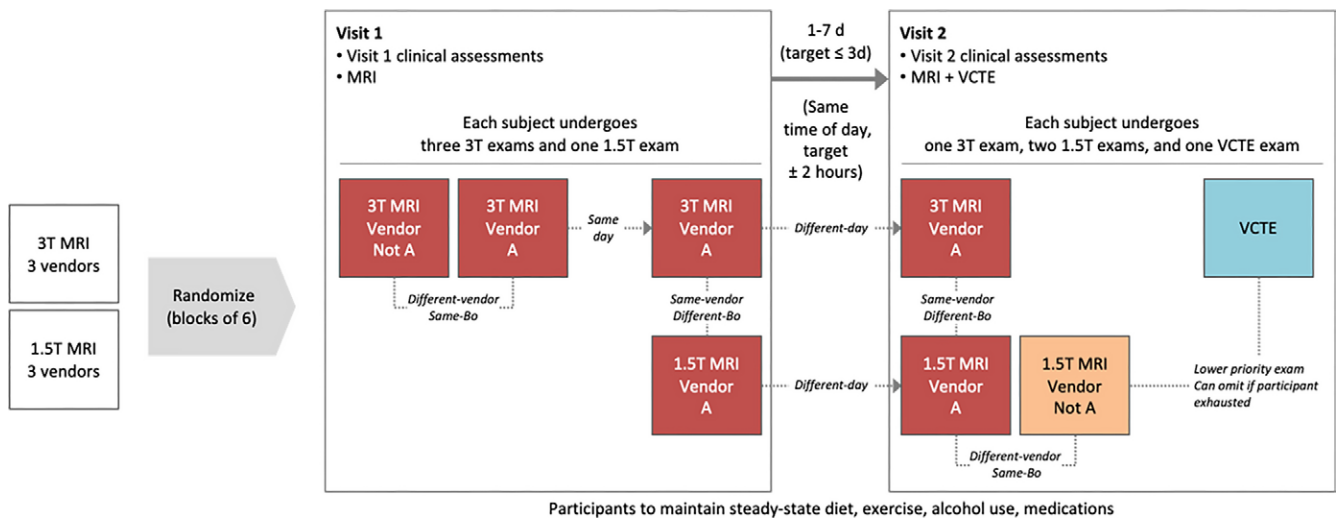 3T MRI
3 vendors
1.5T MRI
3 vendors
Randomize
(blocks of 6)
Visit 1
• Visit 1 clinical assessments
• MRI
Each subject undergoes
three 3T exams and one 1.5T exam
3T MRI
Vendor
Not A
3T MRI
Vendor
A
Same
day
3T MRI
Vendor
A
Different-vendor
Same-Bo
Same-vendor
Different-Bo
1.5T MRI
Vendor
A
1-7 d
(target ≤ 3d)
(Same
time of day,
target
± 2 hours)
Different-day
Different-day
Visit 2
• Visit 2 clinical assessments
• MRI + VCTE
Each subject undergoes
one 3T exam, two 1.5T exams, and one VCTE exam
3T MRI
Vendor
A
VCTE
Same-vendor
Different-Bo
1.5T MRI
Vendor
A
1.5T MRI
Vendor
Not A
Lower priority exam
Can omit if participant
exhausted
Different-vendor
Same-Bo
Participants to maintain steady-state diet, exercise, alcohol use, medications